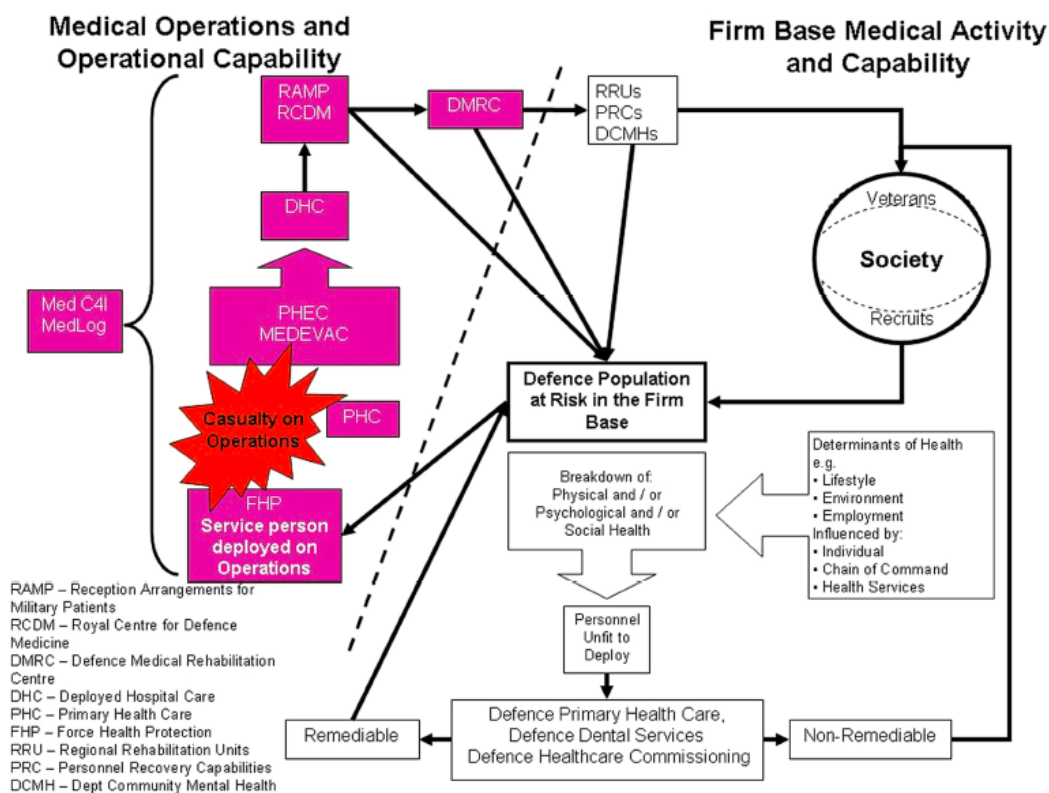 Medical Operations and
Operational Capability
Firm Base Medical Activity
and Capability
RAMP
RCDM
DMRC
RRUs
PRCs
DCMHs
DHC
Veterans
Society
Recruits
Med C4I
MedLog
PHEC
MEDEVAC
Casualty on
Operations
PHC
Defence Population
at Risk in the Firm
Base
FHP
Service person
deployed on
Operations
Breakdown of:
Physical and / or
Psychological and / or
Social Health
Determinants of Health
e.g.
• Lifestyle
• Environment
• Employment
Influenced by:
• Individual
• Chain of Command
• Health Services
Personnel
Unfit to
Deploy
Remediable
Defence Primary Health Care,
Defence Dental Services
Defence Healthcare Commissioning
Non-Remediable
RAMP – Reception Arrangements for
Military Patients
RCDM – Royal Centre for Defence
Medicine
DMRC – Defence Medical Rehabilitation
Centre
DHC – Deployed Hospital Care
PHC – Primary Health Care
FHP – Force Health Protection
RRU – Regional Rehabilitation Units
PRC – Personnel Recovery Capabilities
DCMH – Dept Community Mental Health